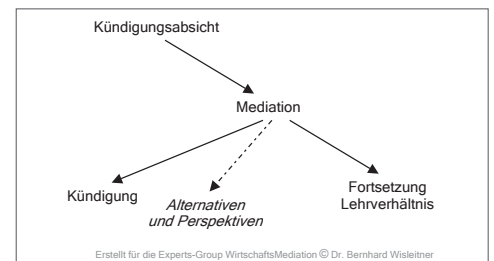 Kündigungsabsicht
Mediation
Kündigung
Alternativen
und Perspektiven
Fortsetzung
Lehrverhältnis
Erstellt für die Experts-Group WirtschaftsMediation © Dr. Bernhard Wisleitner